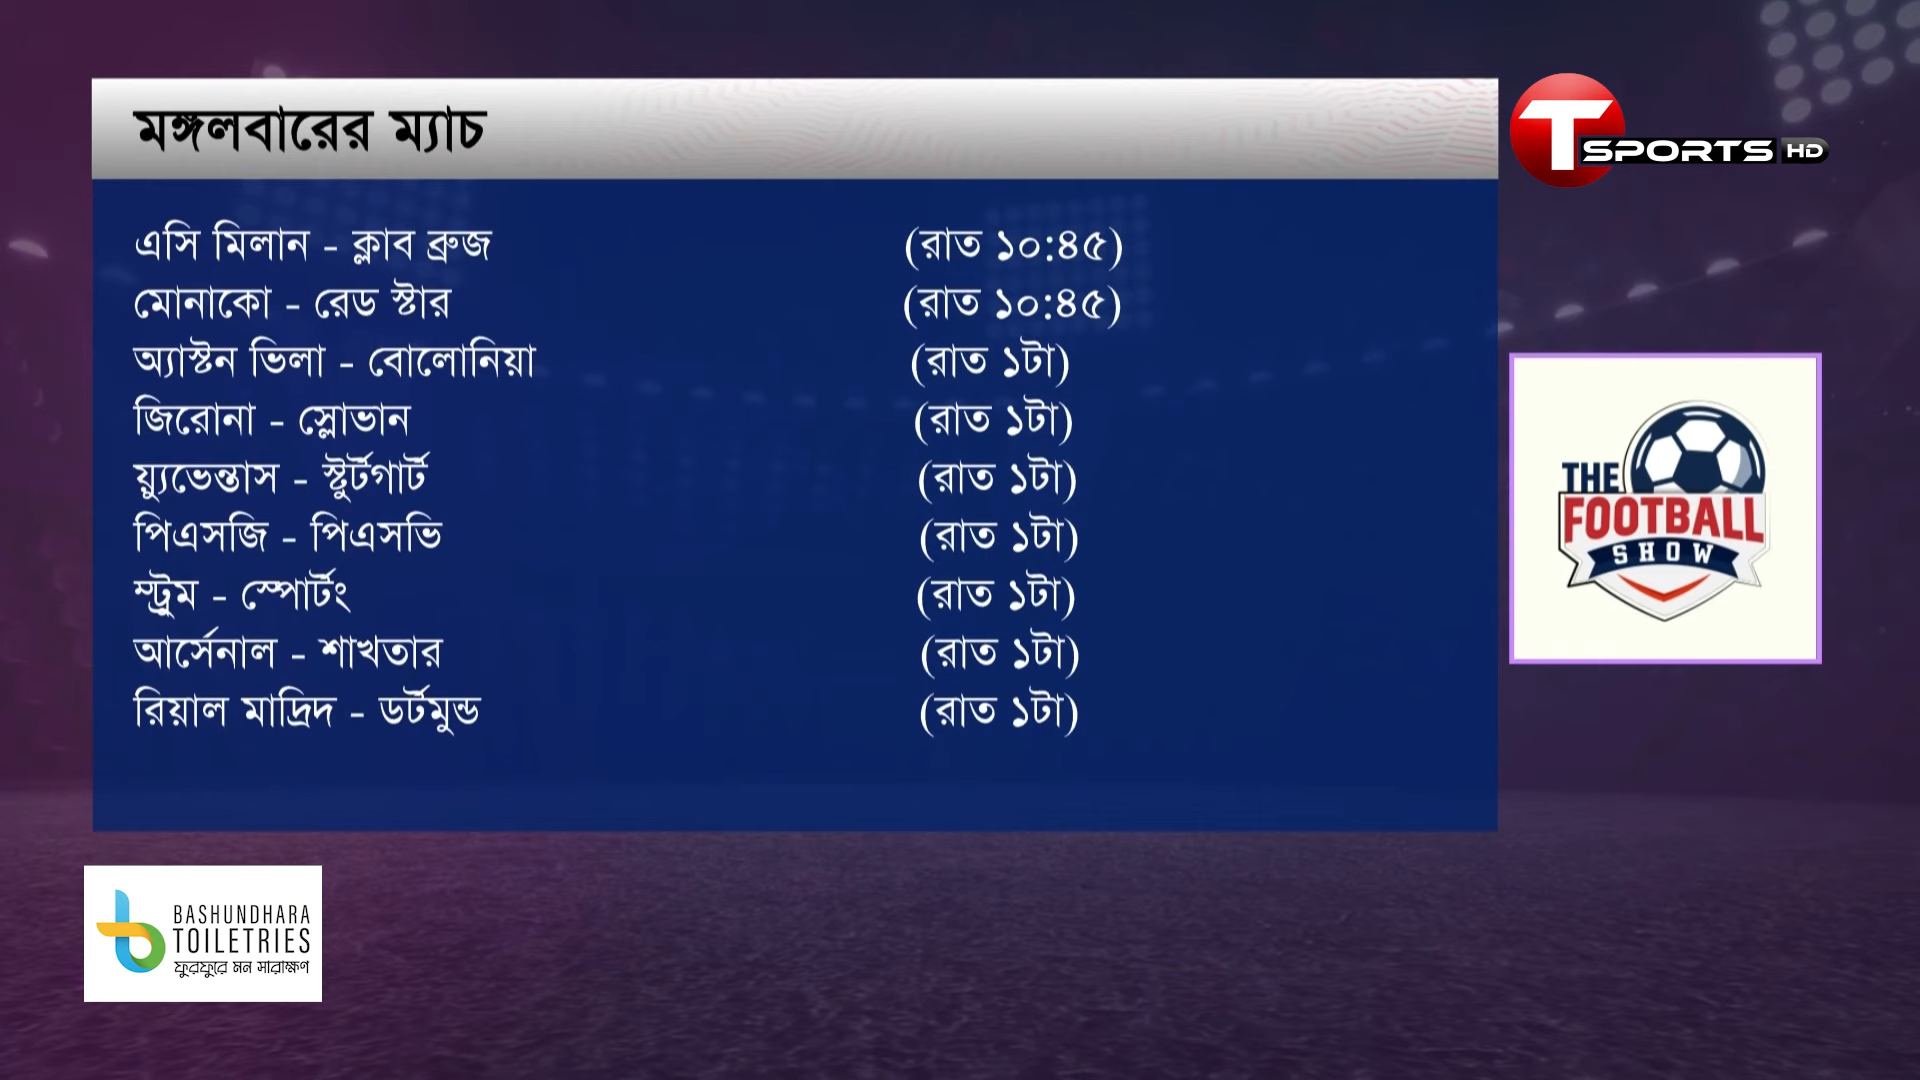 মঙ্গলবারের ম্যাচ
T SPORTS HD
এসি মিলান - ক্লাব ব্রুজ (রাত ১০:৪৫)
মোনাকো - রেড স্টার (রাত ১০:৪৫)
অ্যাস্টন ভিলা - বোলোনিয়া (রাত ১টা)
জিরোনা - স্লোভান (রাত ১টা)
য়্যুভেন্তাস - স্টুর্টগার্ট (রাত ১টা)
পিএসজি - পিএসভি (রাত ১টা)
স্ট্রুম - স্পোর্টিং (রাত ১টা)
আর্সেনাল - শাখতার (রাত ১টা)
রিয়াল মাদ্রিদ - ডর্টমুন্ড (রাত ১টা)
THE
FOOTBALL
SHOW
BASHUNDHARA
TOILETRIES
ফুরফুরে মন সারাক্ষণ